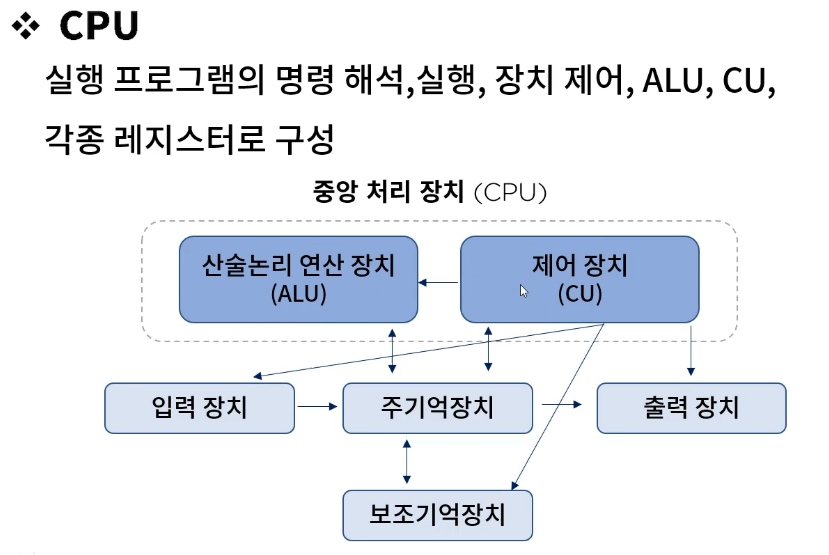 ❖ CPU
실행 프로그램의 명령 해석,실행, 장치 제어, ALU, CU,
각종 레지스터로 구성
중앙 처리 장치 (CPU)
산술논리 연산 장치
(ALU)
제어 장치
(CU)
입력 장치
주기억장치
출력 장치
보조기억장치